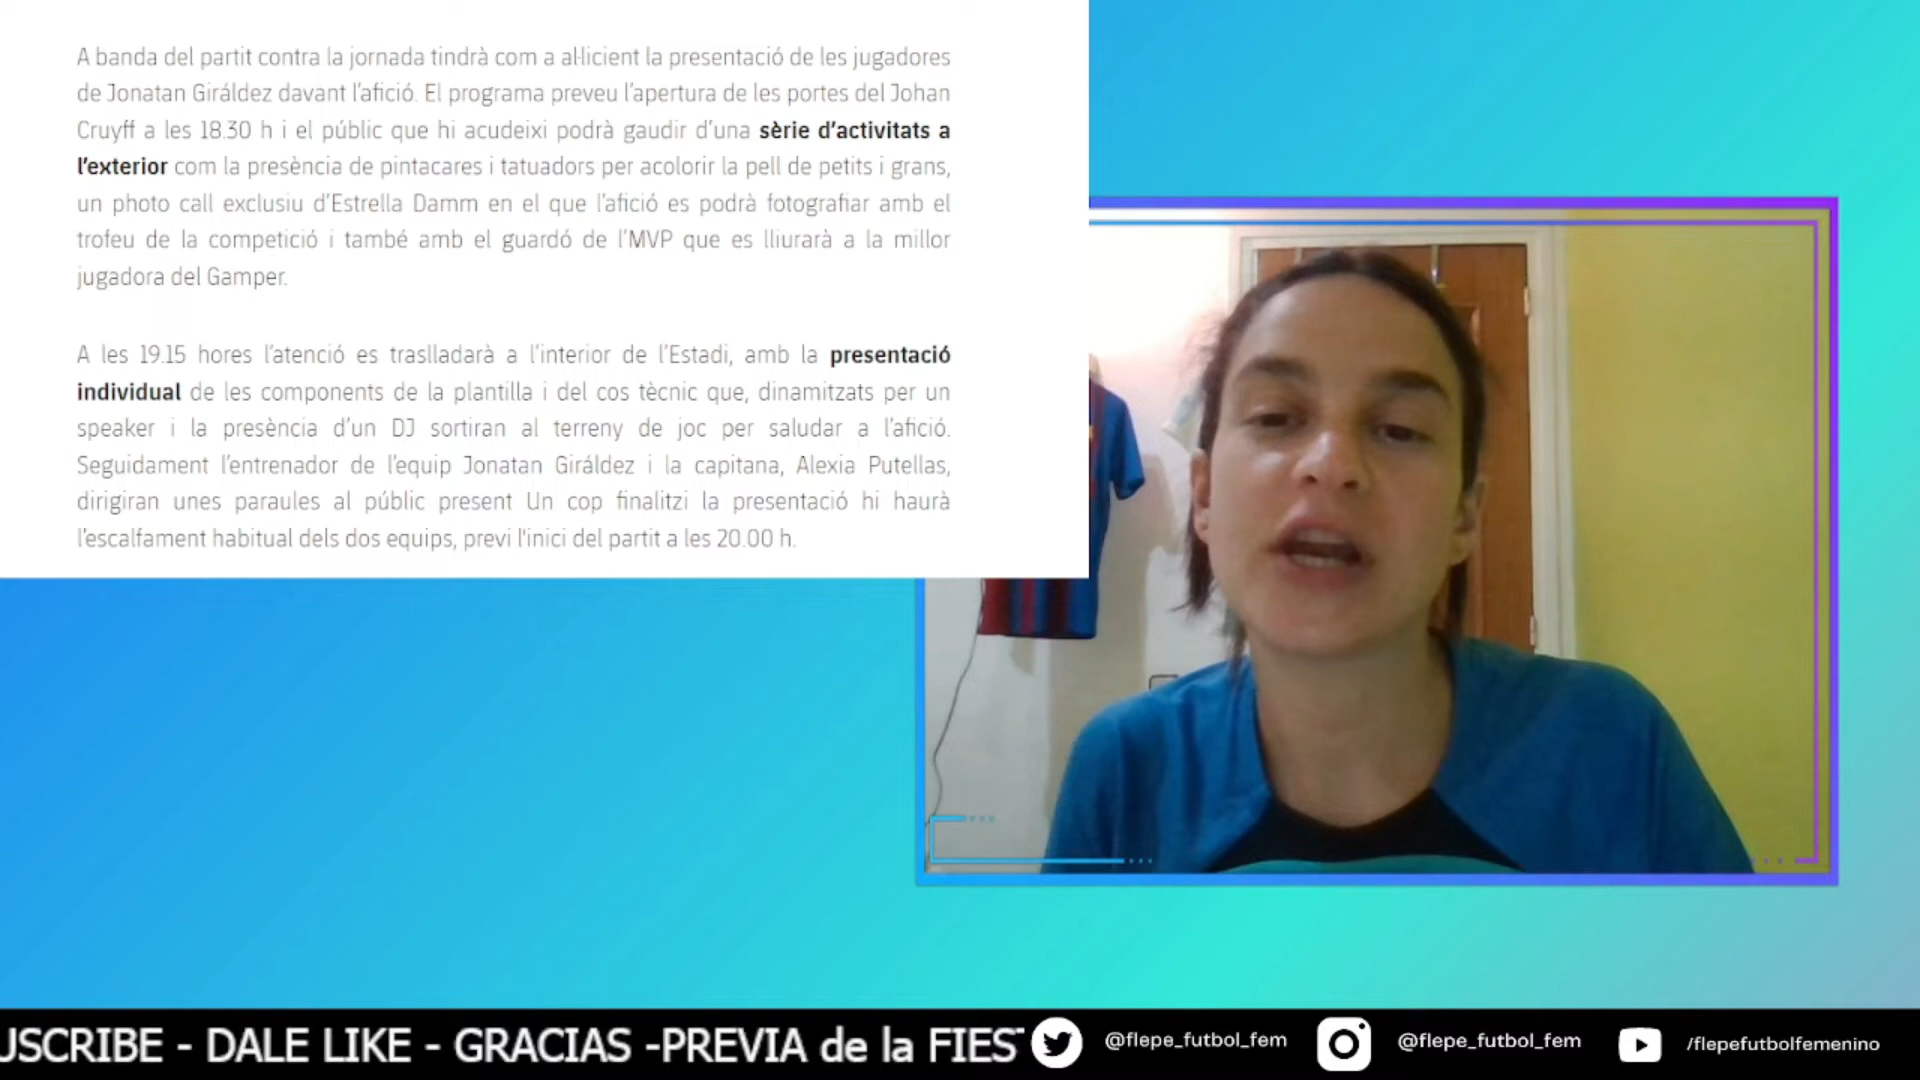 A banda del partit contra la jornada tindrà com a al·licient la presentació de les jugadores
de Jonatan Giráldez davant l'afició. El programa preveu l'apertura de les portes del Johan
Cruyff a les 18.30 h i el públic que hi acudeixi podrà gaudir d'una sèrie d'activitats a
l'exterior com la presència de pintacares i tatuadors per acolorir la pell de petits i grans,
un photo call exclusiu d'Estrella Damm en el que l'afició es podrà fotografiar amb el
trofeu de la competició i també amb el guardó de l'MVP que es lliurarà a la millor
jugadora del Gamper.
A les 19.15 hores l'atenció es traslladarà a l'interior de l'Estadi, amb la presentació
individual de les components de la plantilla i del cos tècnic que, dinamitzats per un
speaker i la presència d'un DJ sortiran al terreny de joc per saludar a l'afició.
Seguidament l'entrenador de l'equip Jonatan Giráldez i la capitana, Alexia Putellas,
dirigiran unes paraules al públic present Un cop finalitzi la presentació hi haurà
l'escalfament habitual dels dos equips, previ l'inici del partit a les 20.00 h.
USCRIBE - DALE LIKE - GRACIAS -PREVIA de la FIEST
@flepe_futbol_fem
@flepe_futbol_fem
/flepefutbolfemenino